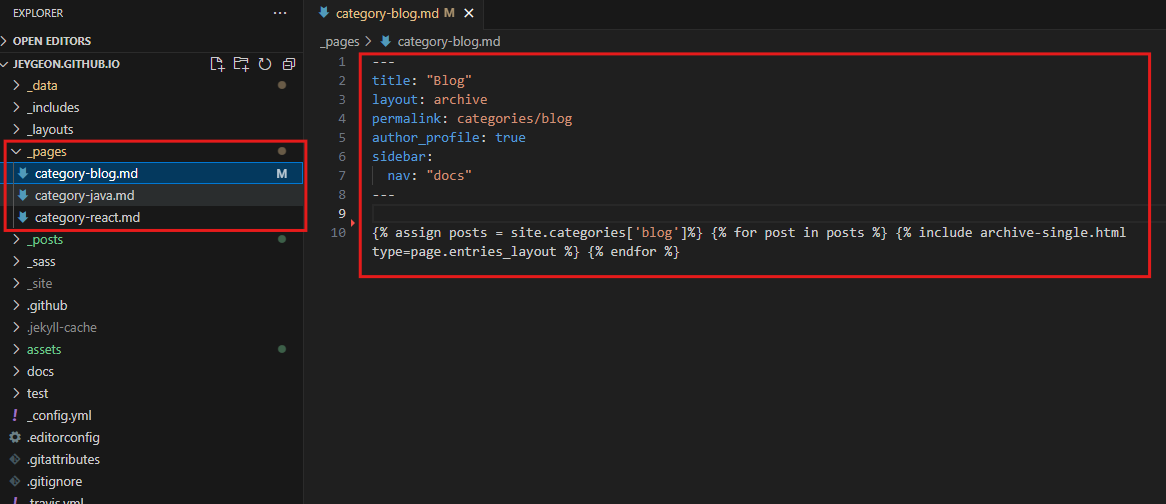 EXPLORER
OPEN EDITORS
JEYGEON.GITHUB.IO
_data
_includes
_layouts
_pages
category-blog.md M
category-java.md
category-react.md
_posts
_sass
_site
.github
.jekyll-cache
assets
docs
test
_config.yml
.editorconfig
.gitattributes
.gitignore
.travis.yml
category-blog.md M
_pages > category-blog.md
1 ---
2 title: "Blog"
3 layout: archive
4 permalink: categories/blog
5 author_profile: true
6 sidebar:
7 nav: "docs"
8 ---
9
10 {% assign posts = site.categories['blog']%} {% for post in posts %} {% include archive-single.html
type=page.entries_layout %} {% endfor %}